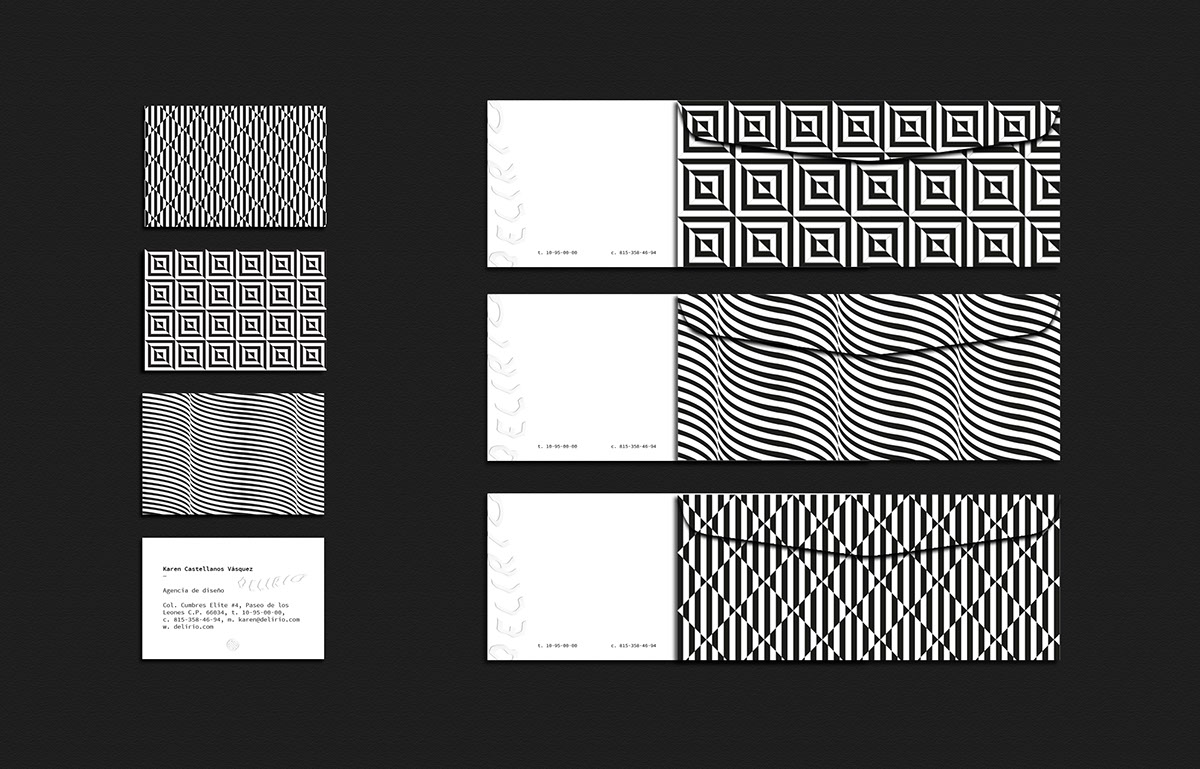 Karen Castellanos Vásquez
—
DELIRIO
Agencia de diseño
Col. Cumbres Elite #4, Paseo de los
Leones C.P. 66034, t. 10-95-00-00,
c. 815-358-46-94, m. karen@delirio.com
w. delirio.com
DELIRIO
t. 10-95-00-00 c. 815-358-46-94
DELIRIO
t. 10-95-00-00 c. 815-358-46-94
DELIRIO
t. 10-95-00-00 c. 815-358-46-94